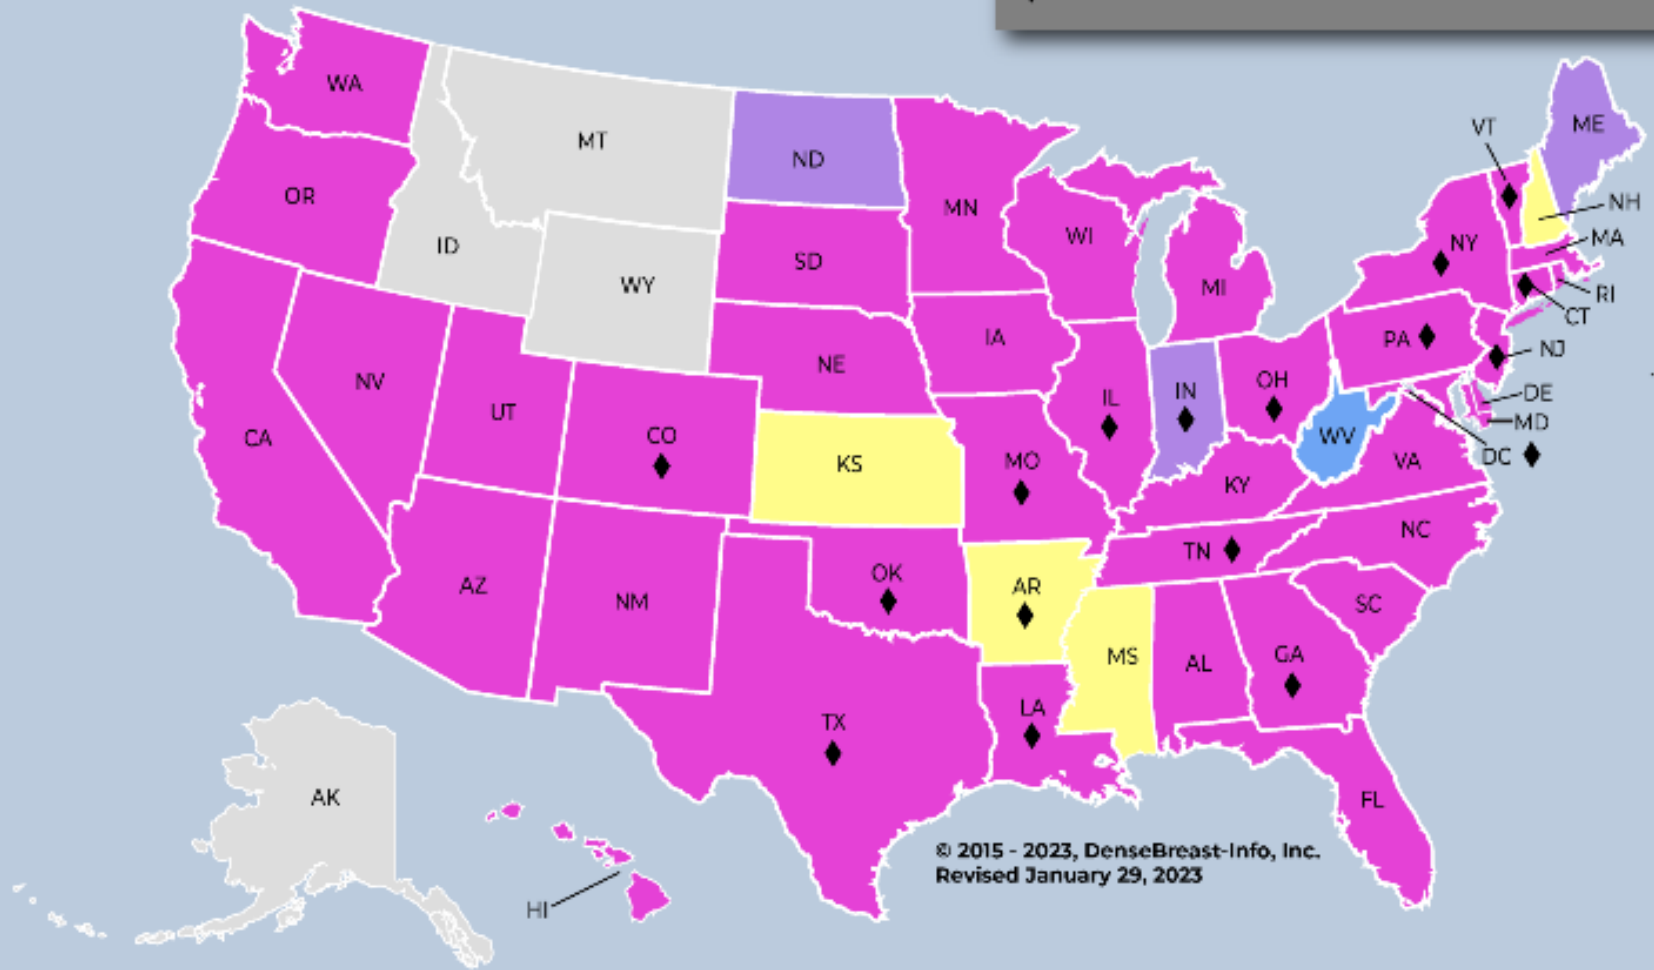 WA
MT
ND
MN
VT
ME
OR
ID
WY
SD
WI
MI
NY
NH
MA
RI
CT
NV
UT
NE
IA
IL
IN
OH
PA
NJ
DE
MD
DC
CA
CO
KS
MO
KY
WV
VA
AZ
NM
OK
AR
TN
NC
SC
TX
LA
MS
AL
GA
FL
AK
HI
© 2015 - 2023, DenseBreast-Info, Inc.
Revised January 29, 2023